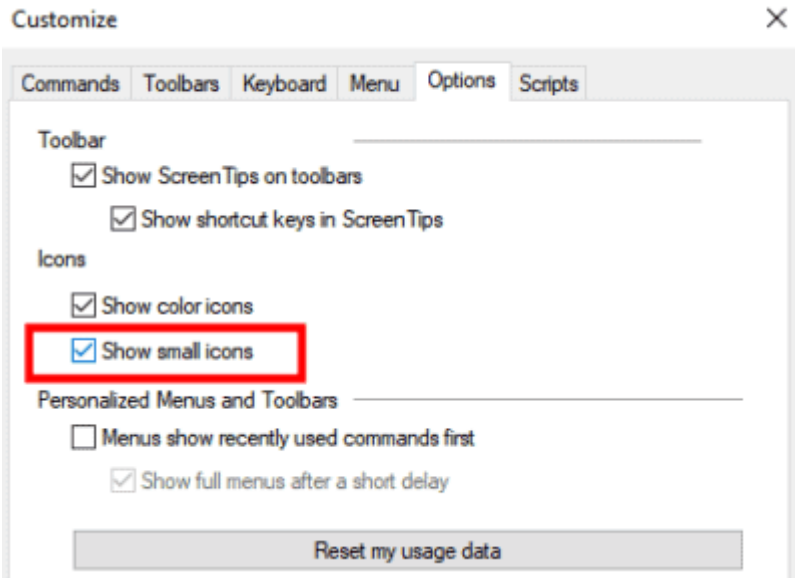 Customize
Commands Toolbars Keyboard Menu Options Scripts
Toolbar
Show ScreenTips on toolbars
Show shortcut keys in ScreenTips
Icons
Show color icons
Show small icons
Personalized Menus and Toolbars
Menus show recently used commands first
Show full menus after a short delay
Reset my usage data